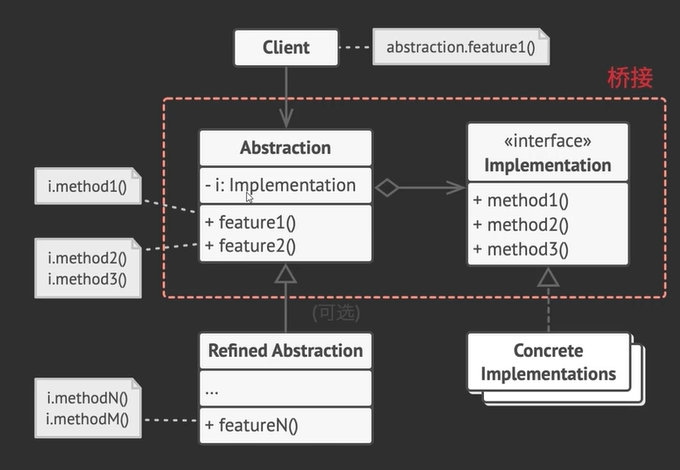 Client
abstraction.feature1()
桥接
Abstraction
- i: Implementation
+ feature1()
+ feature2()
«interface»
Implementation
+ method1()
+ method2()
+ method3()
i.method1()
i.method2()
i.method3()
(可选)
Refined Abstraction
...
+ featureN()
Concrete
Implementations
i.methodN()
i.methodM()